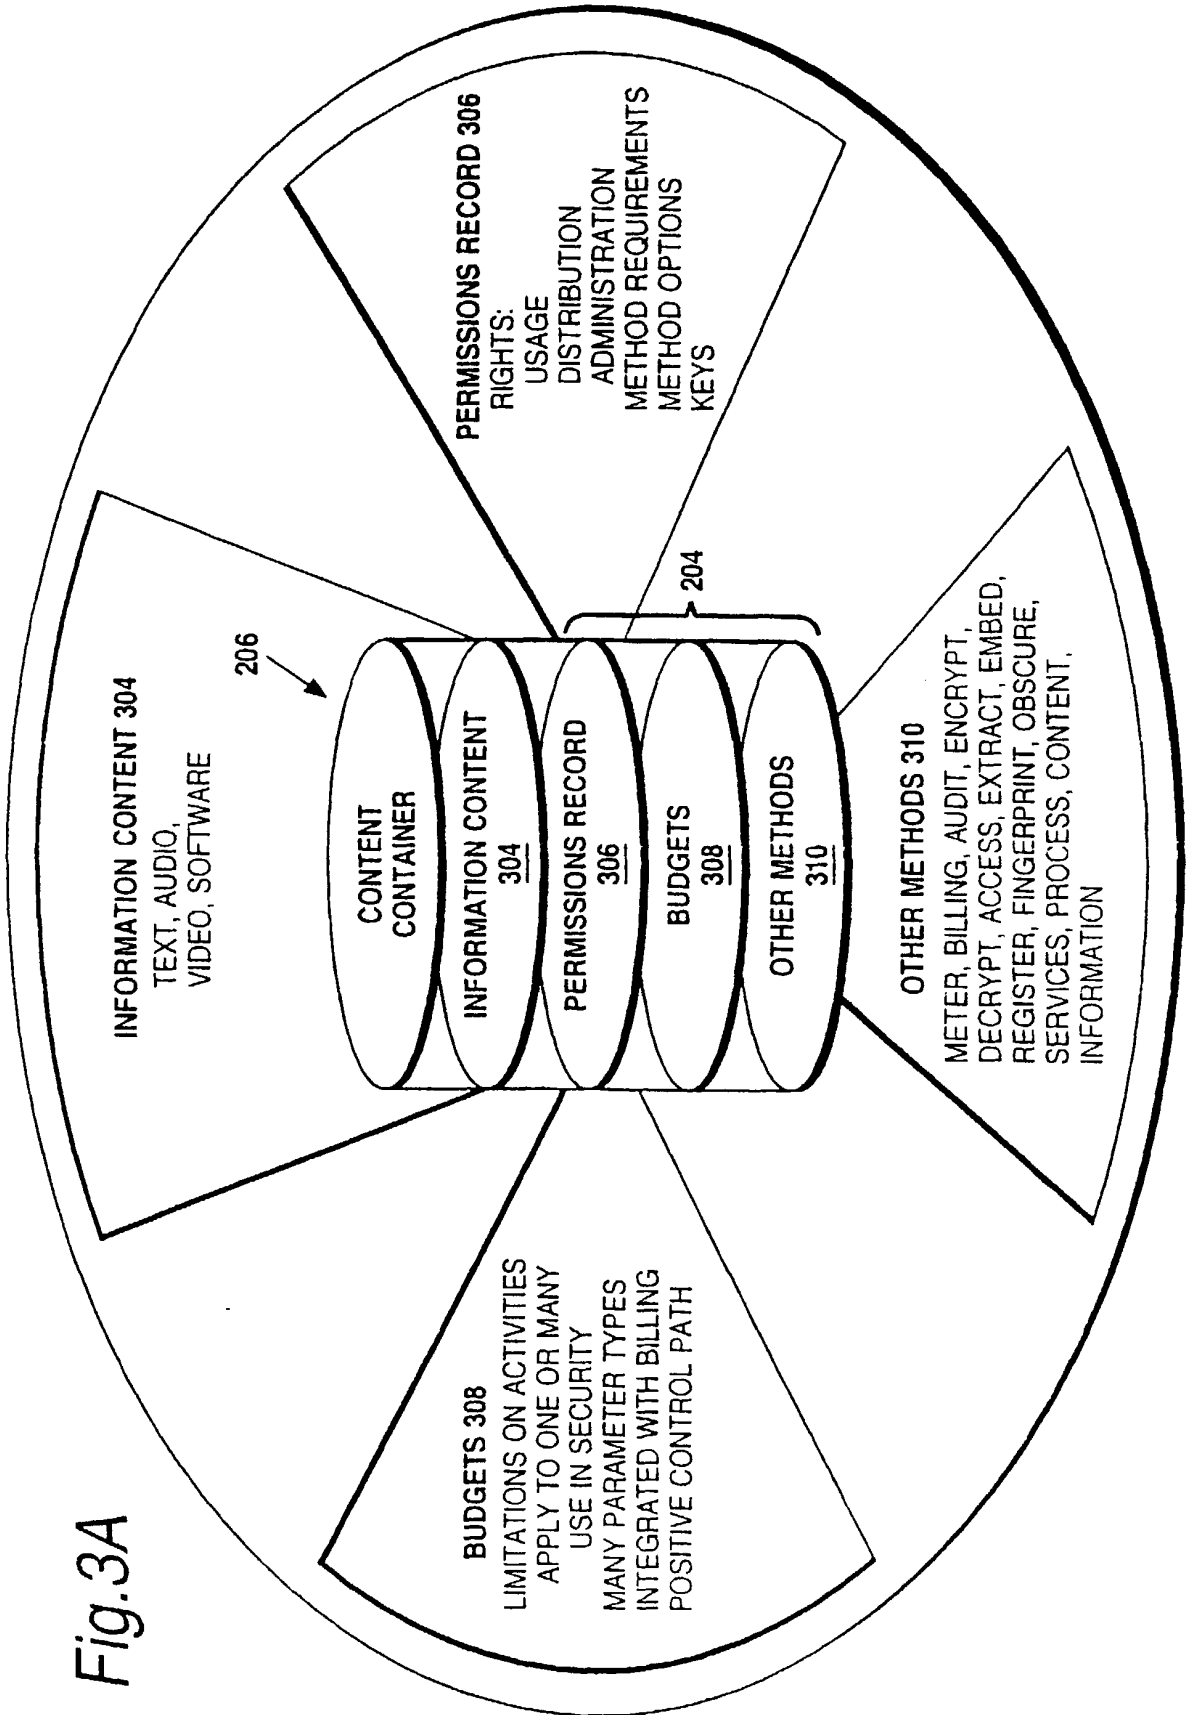 Fig.3A
INFORMATION CONTENT 304
TEXT, AUDIO,
VIDEO, SOFTWARE
206
BUDGETS 308
LIMITATIONS ON ACTIVITIES
APPLY TO ONE OR MANY
USE IN SECURITY
MANY PARAMETER TYPES
INTEGRATED WITH BILLING
POSITIVE CONTROL PATH
CONTENT
CONTAINER
INFORMATION CONTENT
304
PERMISSIONS RECORD
306
BUDGETS
308
OTHER METHODS
310
204
PERMISSIONS RECORD 306
RIGHTS:
USAGE
DISTRIBUTION
ADMINISTRATION
METHOD REQUIREMENTS
METHOD OPTIONS
KEYS
OTHER METHODS 310
METER, BILLING, AUDIT, ENCRYPT,
DECRYPT, ACCESS, EXTRACT, EMBED,
REGISTER, FINGERPRINT, OBSCURE,
SERVICES, PROCESS, CONTENT,
INFORMATION